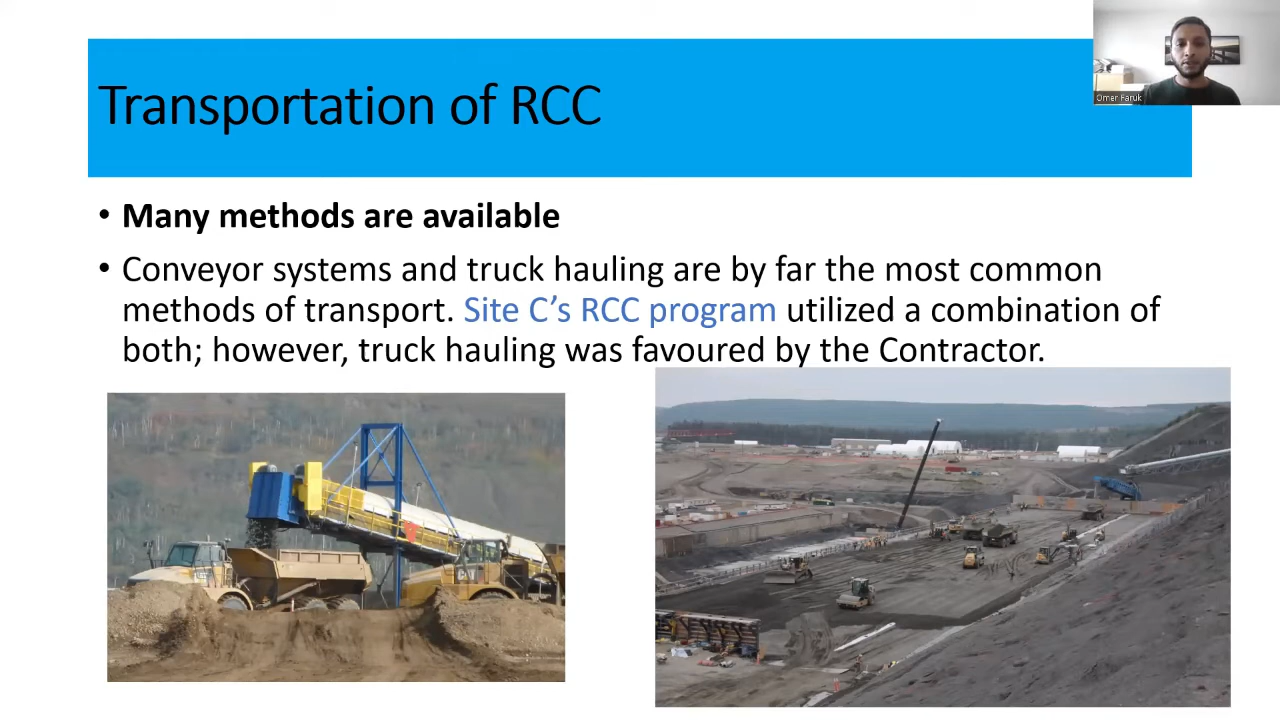 Transportation of RCC
Omer Faruk
• Many methods are available
• Conveyor systems and truck hauling are by far the most common
methods of transport. Site C’s RCC program utilized a combination of
both; however, truck hauling was favoured by the Contractor.
CAT